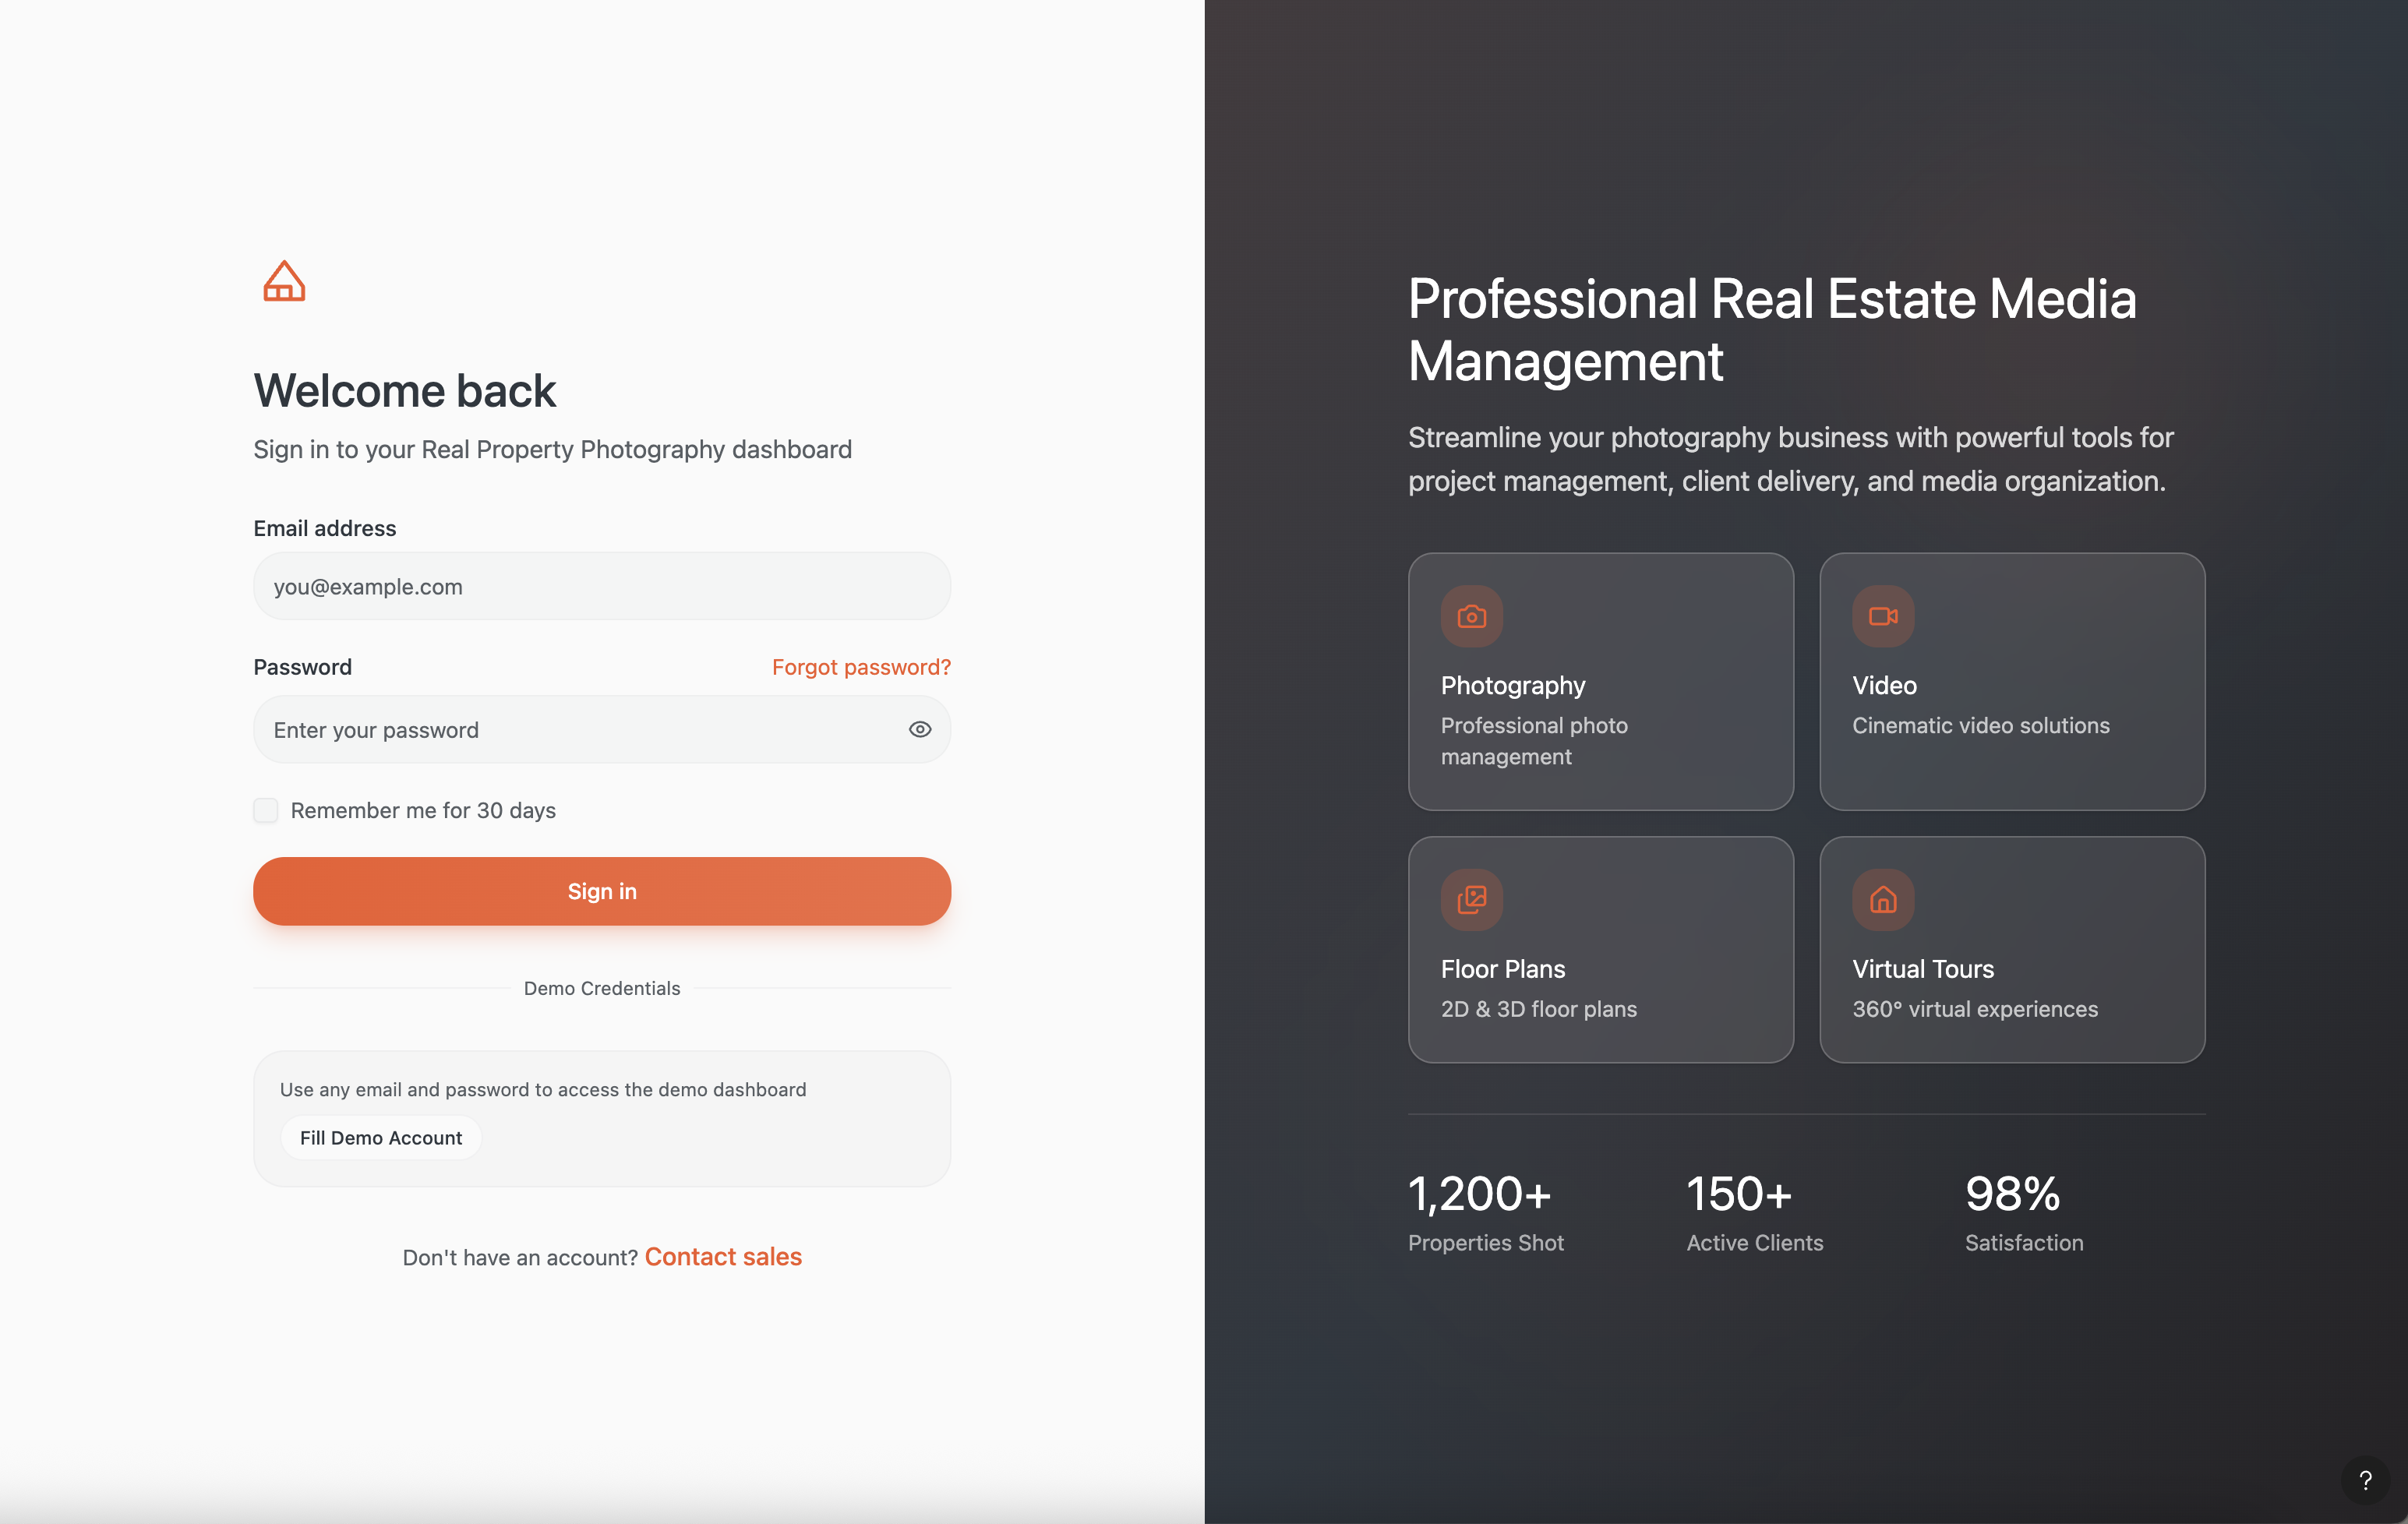 Welcome back
Sign in to your Real Property Photography dashboard
Email address
you@example.com
Password
Forgot password?
Enter your password
Remember me for 30 days
Sign in
Demo Credentials
Use any email and password to access the demo dashboard
Fill Demo Account
Don't have an account? Contact sales
Professional Real Estate Media
Management
Streamline your photography business with powerful tools for
project management, client delivery, and media organization.
Photography
Professional photo
management
Video
Cinematic video solutions
Floor Plans
2D & 3D floor plans
Virtual Tours
360° virtual experiences
1,200+
Properties Shot
150+
Active Clients
98%
Satisfaction
?